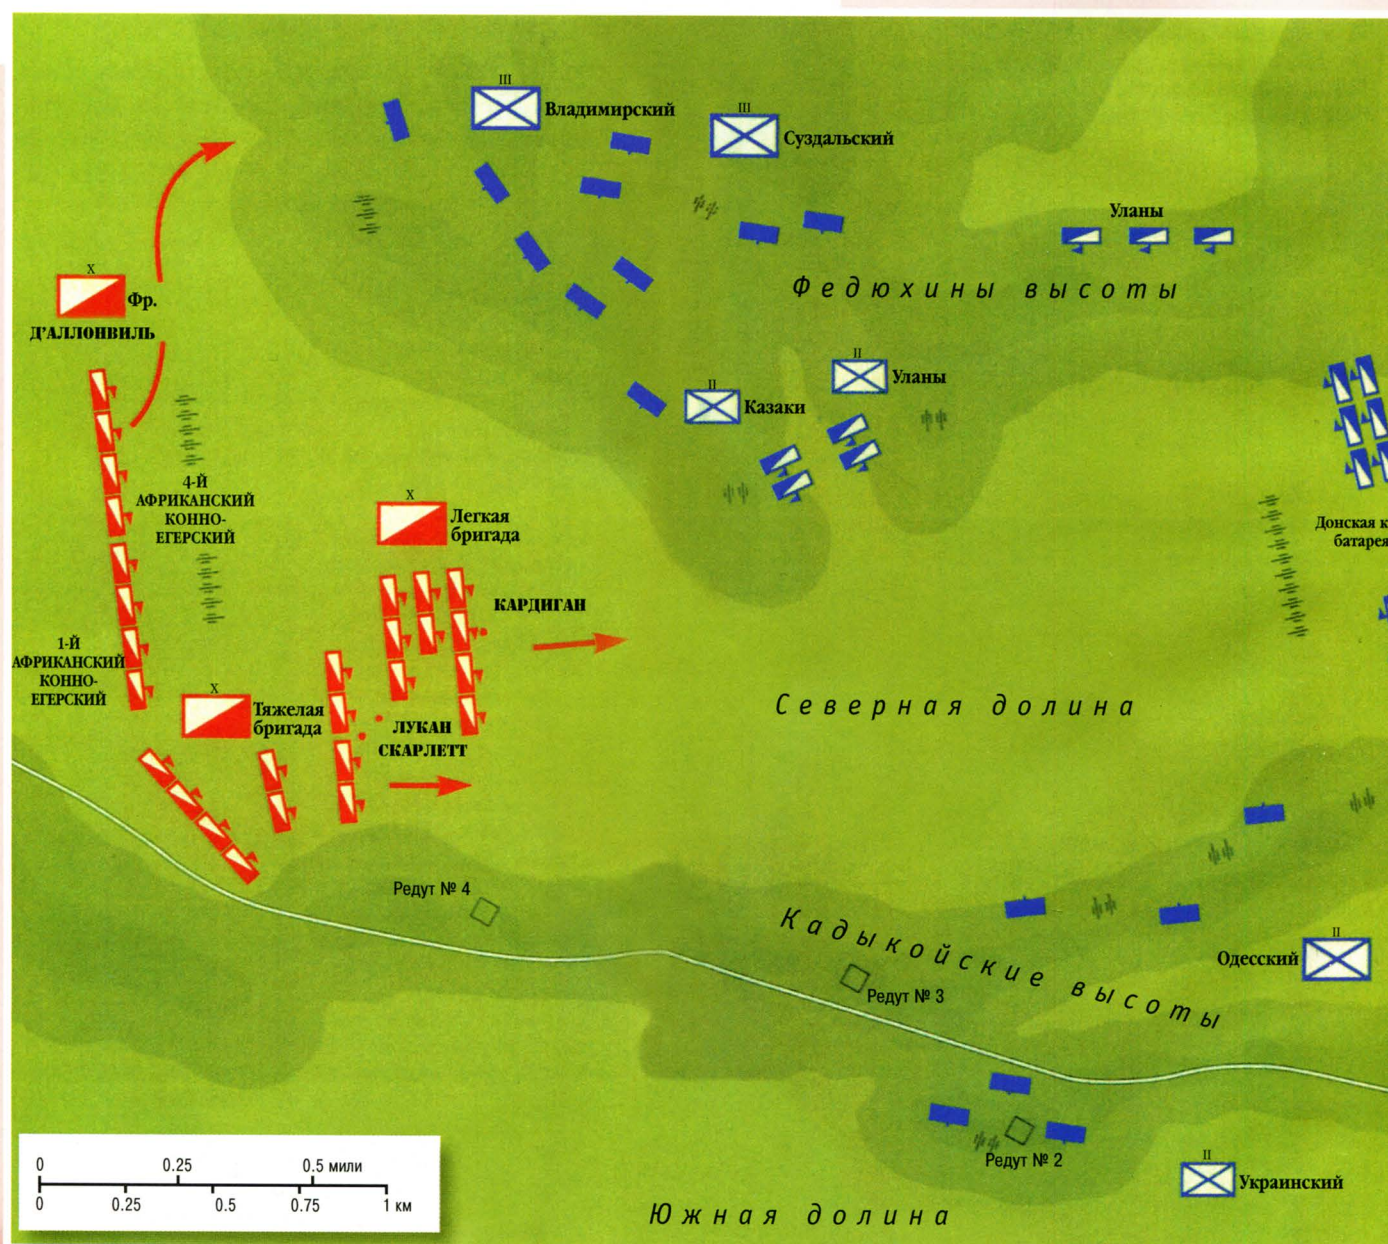 III
Владимирский
III
Суздальский
Уланы
Федюхины высоты
X
Фр.
Д'АЛЛОНВИЛЬ
II
Уланы
II
Казаки
4-Й
АФРИКАНСКИЙ
КОННО-
ЕГЕРСКИЙ
X
Легкая
бригада
Донская к
батарея
КАРДИГАН
1-Й
АФРИКАНСКИЙ
КОННО-
ЕГЕРСКИЙ
X
Тяжелая
бригада
ЛУКАН
СКАРЛЕТТ
Северная долина
Редут № 4
Кадыкойские высоты
II
Одесский
Редут № 3
Редут № 2
II
Украинский
Южная долина
0 0.25 0.5 мили
0 0.25 0.5 0.75 1 км